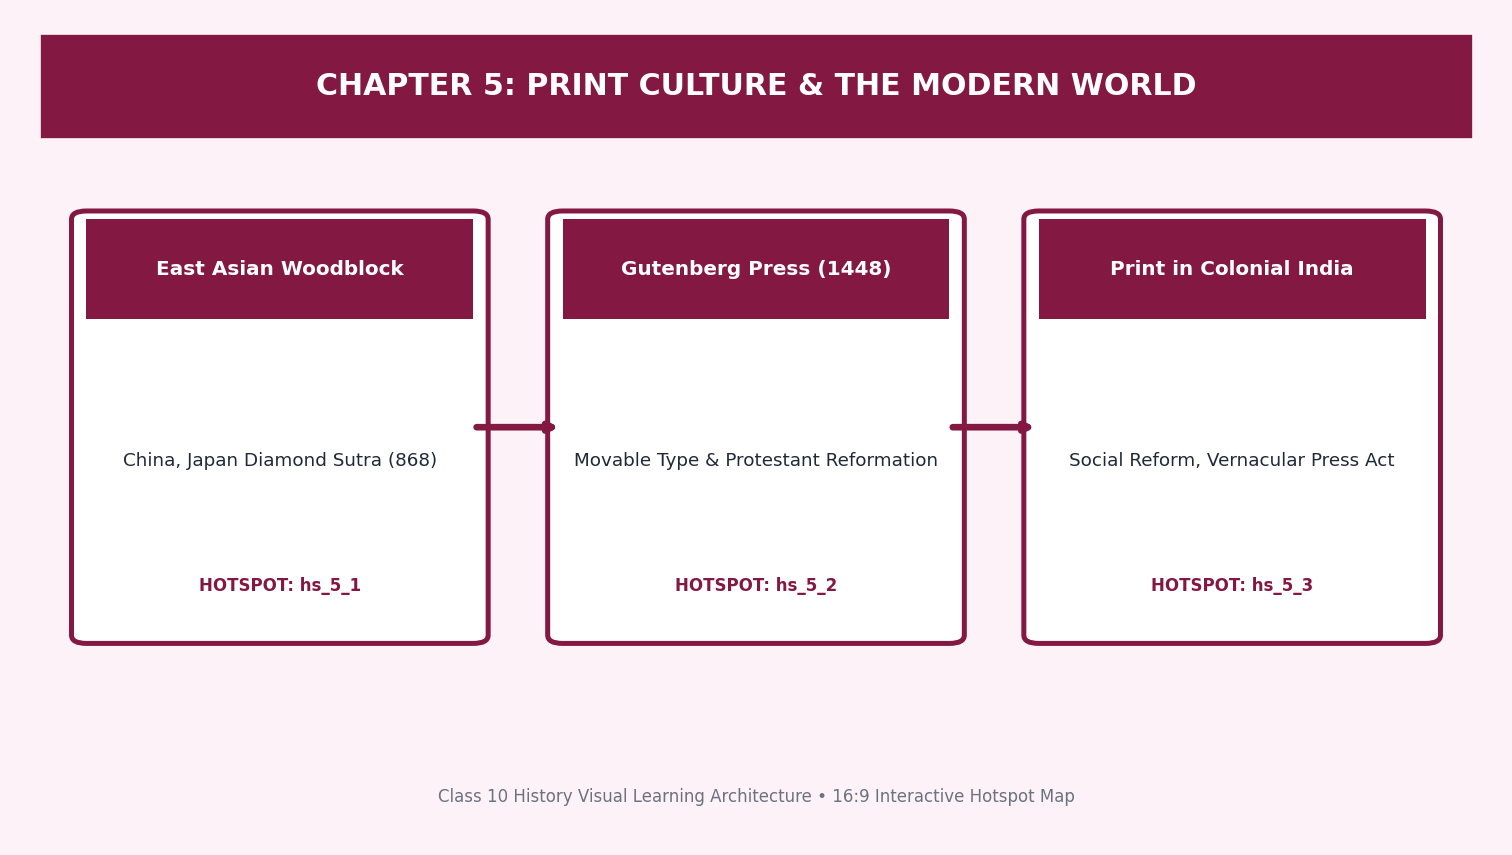 CHAPTER 5: PRINT CULTURE & THE MODERN WORLD
East Asian Woodblock
China, Japan Diamond Sutra (868)
HOTSPOT: hs_5_1
Gutenberg Press (1448)
Movable Type & Protestant Reformation
HOTSPOT: hs_5_2
Print in Colonial India
Social Reform, Vernacular Press Act
HOTSPOT: hs_5_3
Class 10 History Visual Learning Architecture • 16:9 Interactive Hotspot Map